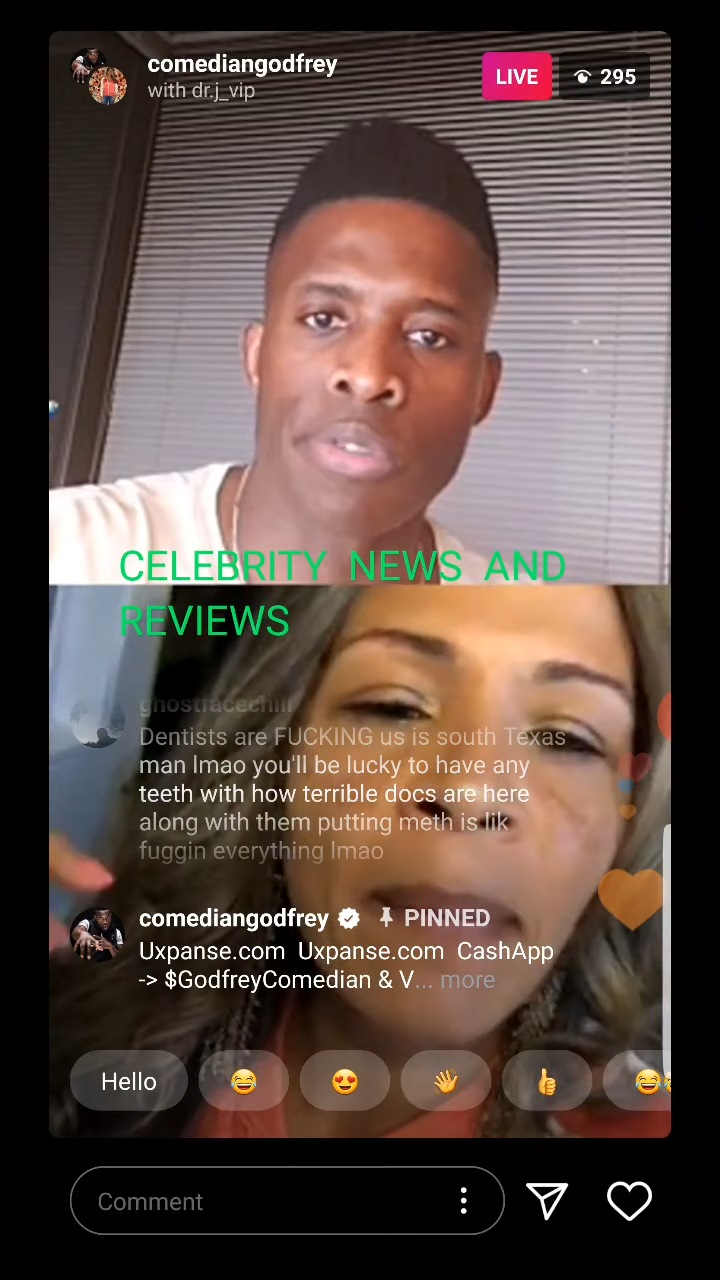 comediangodfrey
with dr.j_vip
LIVE
295
CELEBRITY NEWS AND
REVIEWS
ghostfacechill
Dentists are FUCKING us is south Texas
man lmao you'll be lucky to have any
teeth with how terrible docs are here
along with them putting meth is lik
fuggin everything lmao
comediangodfrey PINNED
Uxpanse.com Uxpanse.com CashApp
-> $GodfreyComedian & V... more
Hello
Comment